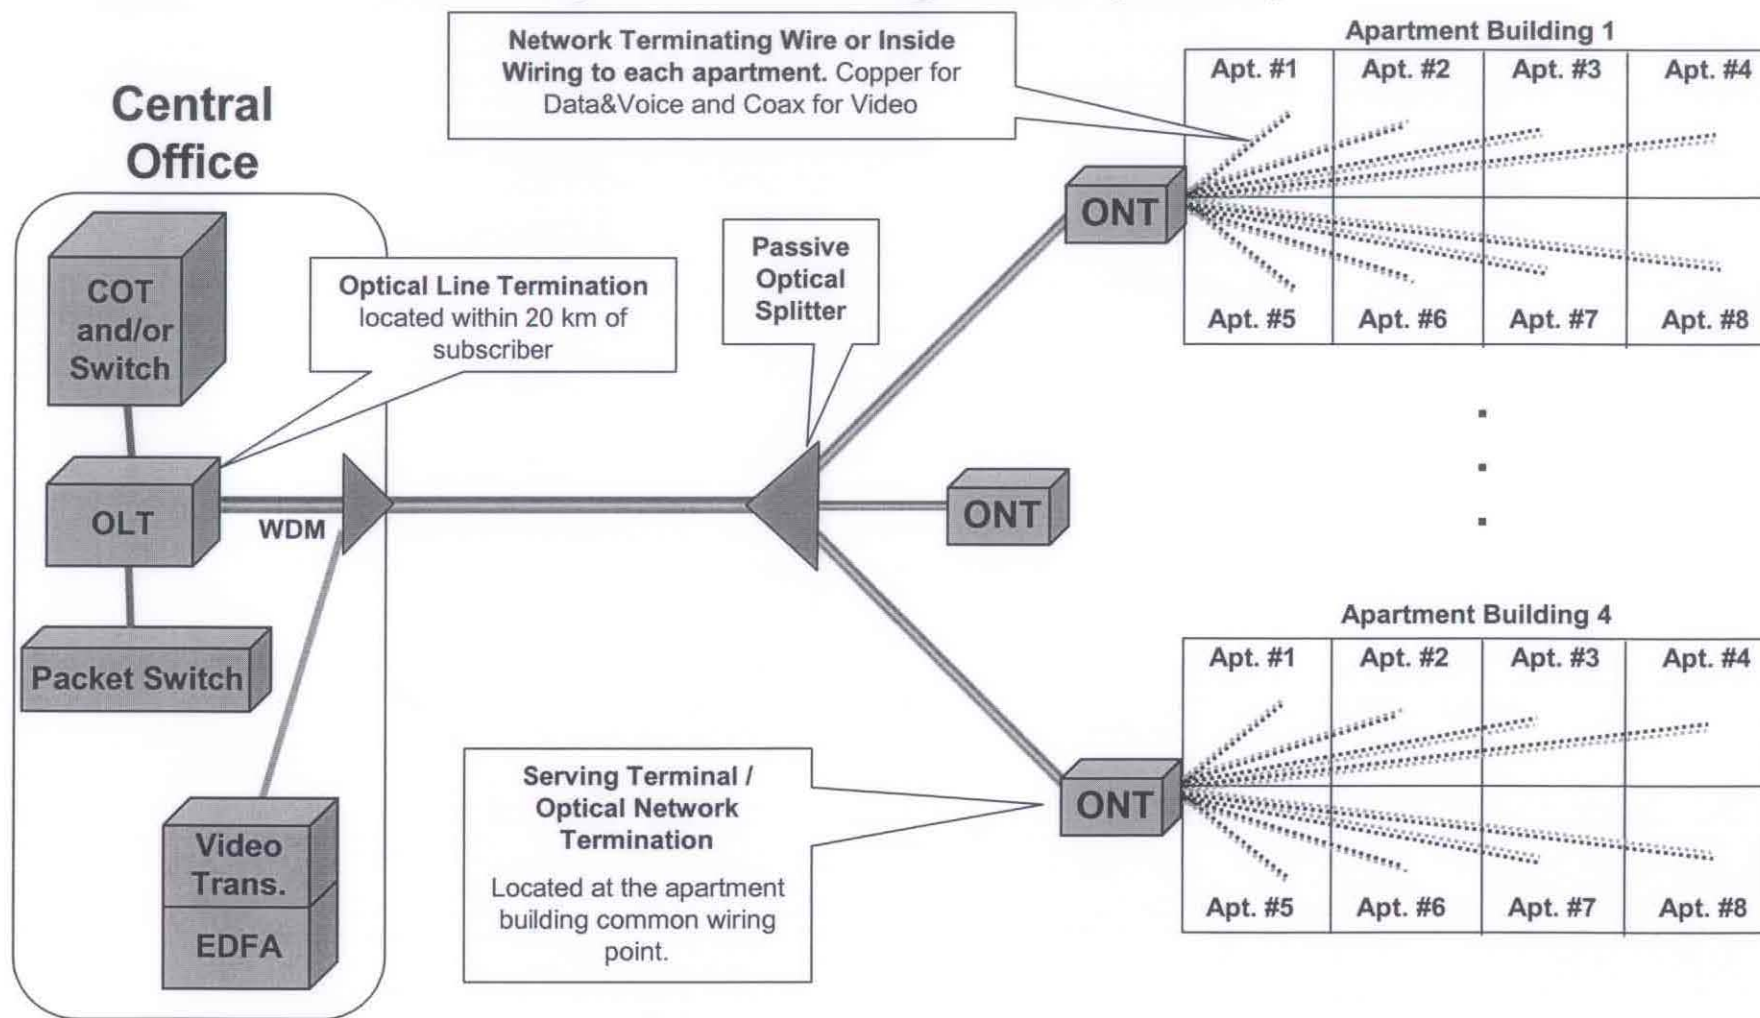 Network Terminating Wire or Inside
Wiring to each apartment. Copper for
Data&Voice and Coax for Video
Apartment Building 1
Apt. #1
Apt. #2
Apt. #3
Apt. #4
Central
Office
ONT
COT
and/or
Switch
Optical Line Termination
located within 20 km of
subscriber
Passive
Optical
Splitter
Apt. #5
Apt. #6
Apt. #7
Apt. #8
OLT
WDM
ONT
Packet Switch
Apartment Building 4
Apt. #1
Apt. #2
Apt. #3
Apt. #4
Video
Trans.
EDFA
Serving Terminal /
Optical Network
Termination
Located at the apartment
building common wiring
point.
ONT
Apt. #5
Apt. #6
Apt. #7
Apt. #8